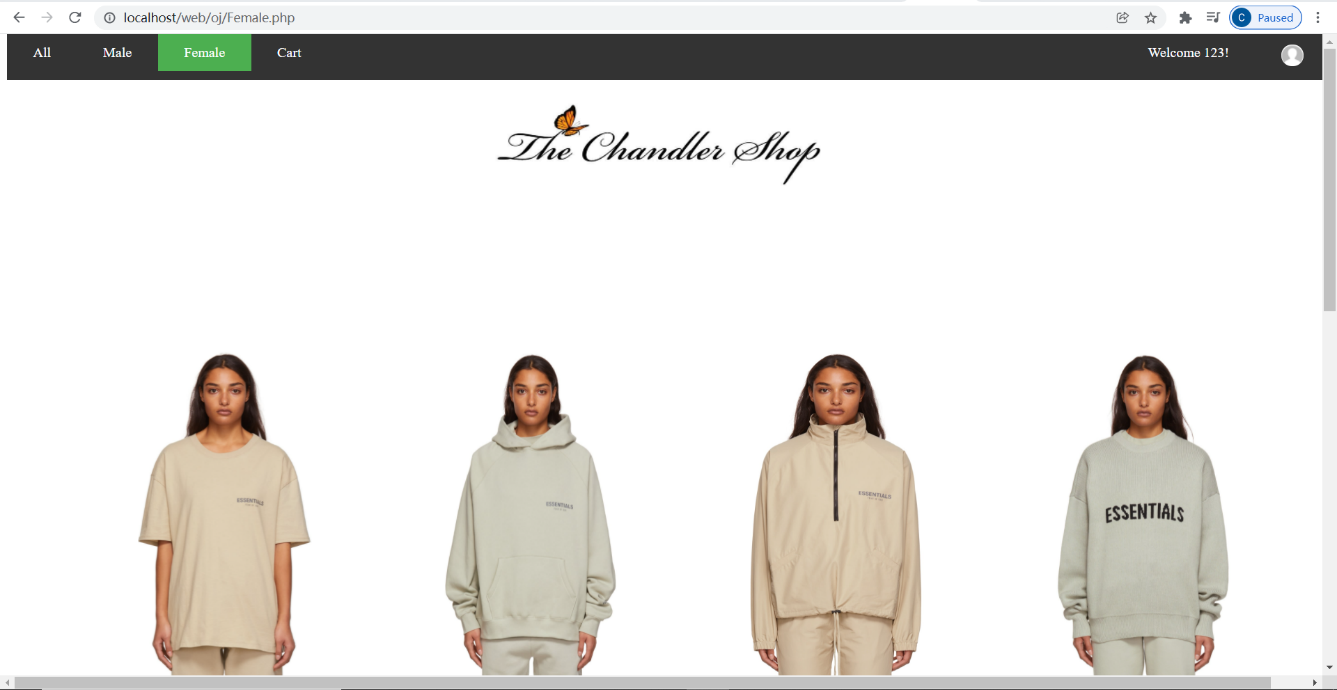 localhost/web/oj/Female.php
C Paused
All Male Female Cart Welcome 123!
The Chandler Shop
ESSENTIALS
ESSENTIALS
ESSENTIALS
ESSENTIALS